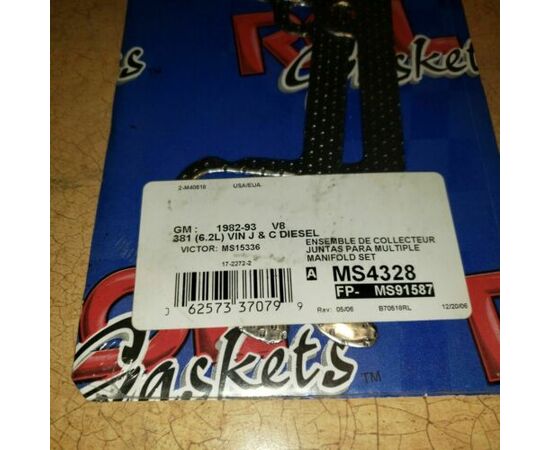 Gaskets
2-M40818 USA/EUA
GM : 1982-93 V8
381 (6.2L) VIN J & C DIESEL
VICTOR: MS15336
ENSEMBLE DE COLLECTEUR
JUNTAS PARA MULTIPLE
MANIFOLD SET
17-2272-2
A MS4328
FP- MS91587
0 62573 37079 9
Rev: 05/06 B70618RL 12/20/06
Gaskets TM